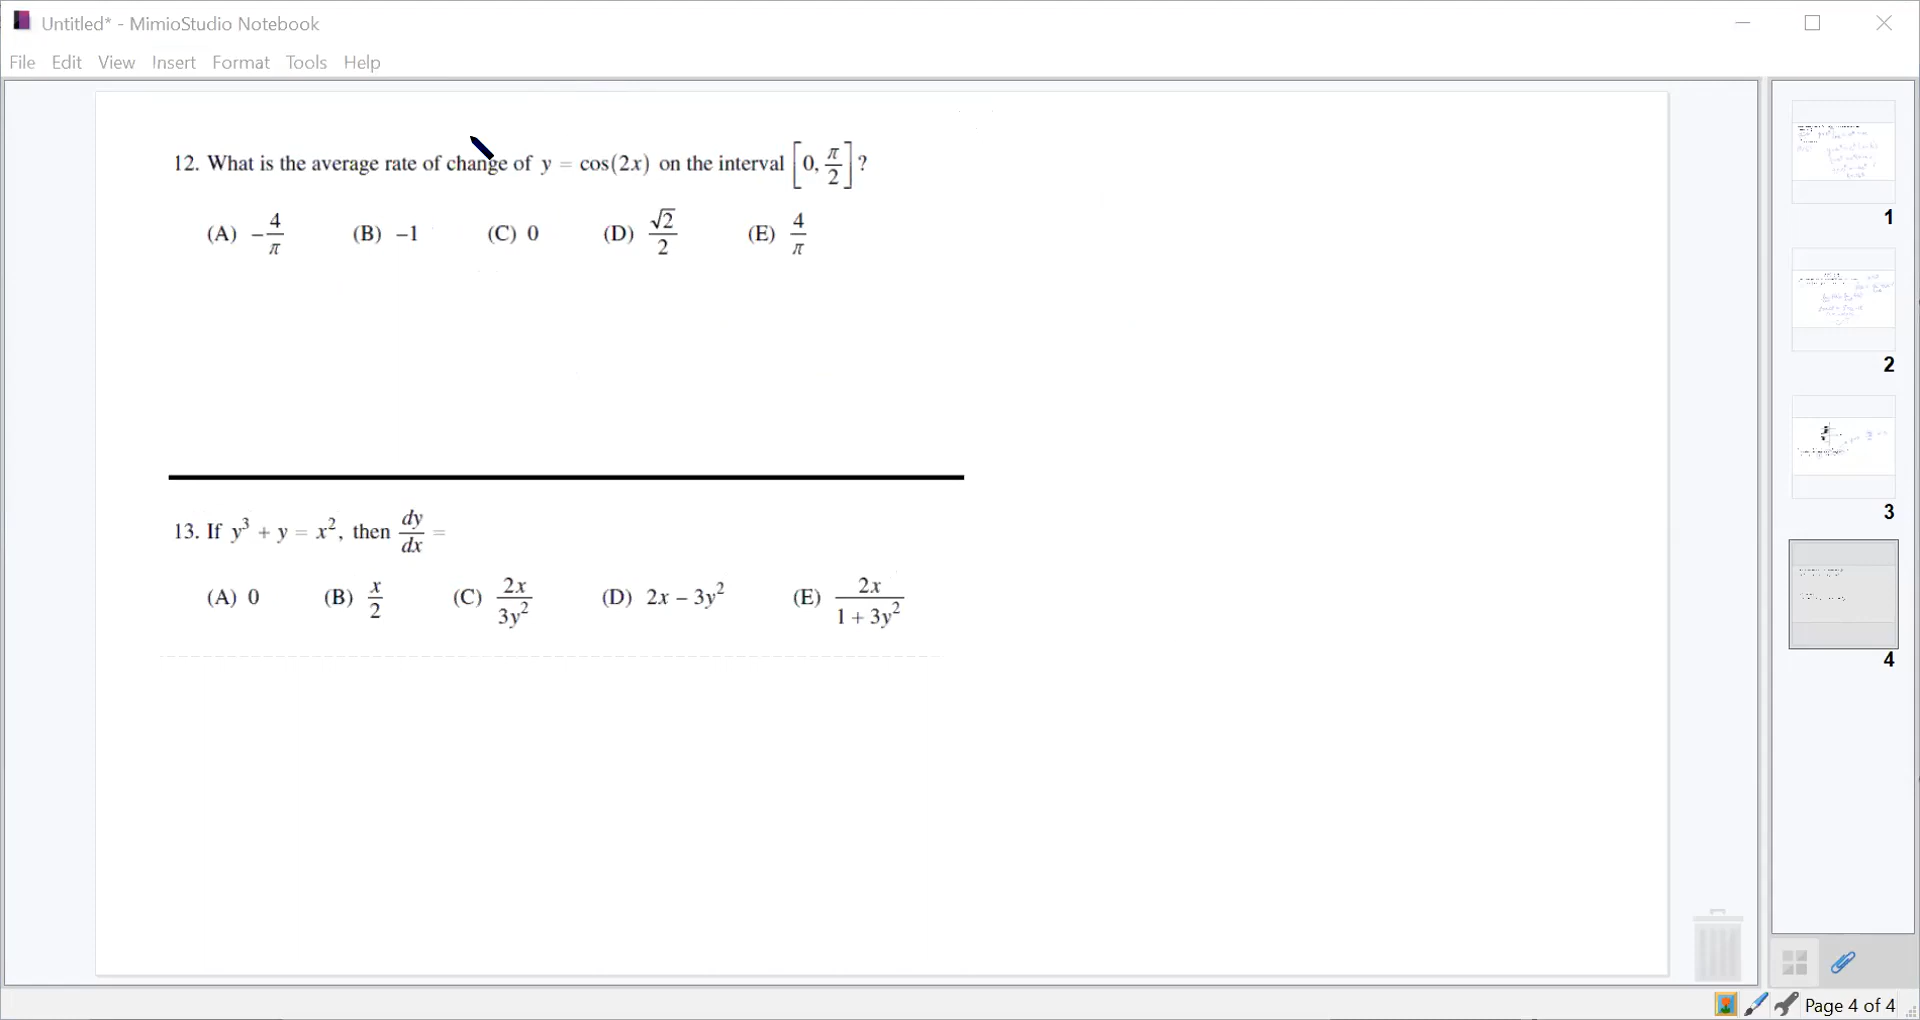 Untitled* - MimioStudio Notebook
File Edit View Insert Format Tools Help
12. What is the average rate of change of y = cos(2x) on the interval [0, π/2]?
(A) −4/π (B) −1 (C) 0 (D) √2/2 (E) 4/π
13. If y³ + y = x², then dy/dx =
(A) 0 (B) x/2 (C) 2x/3y² (D) 2x − 3y² (E) 2x/(1 + 3y²)
1
2
3
4
Page 4 of 4